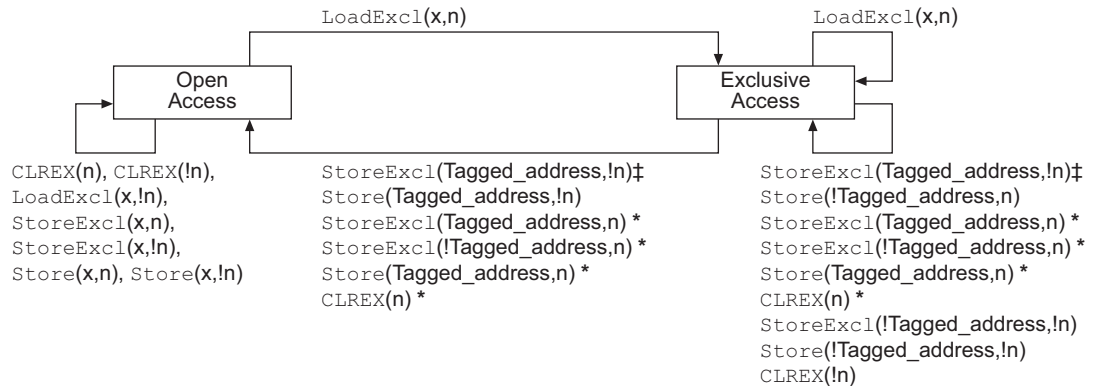 LoadExcl(x,n)
LoadExcl(x,n)
Open
Access
Exclusive
Access
CLREX(n), CLREX(!n),
LoadExcl(x,!n),
StoreExcl(x,n),
StoreExcl(x,!n),
Store(x,n), Store(x,!n)
StoreExcl(Tagged_address,!n)‡
Store(Tagged_address,!n)
StoreExcl(Tagged_address,n) *
StoreExcl(!Tagged_address,n) *
Store(Tagged_address,n) *
CLREX(n) *
StoreExcl(Tagged_address,!n)‡
Store(!Tagged_address,n)
StoreExcl(Tagged_address,n) *
StoreExcl(!Tagged_address,n) *
Store(Tagged_address,n) *
CLREX(n) *
StoreExcl(!Tagged_address,!n)
Store(!Tagged_address,!n)
CLREX(!n)